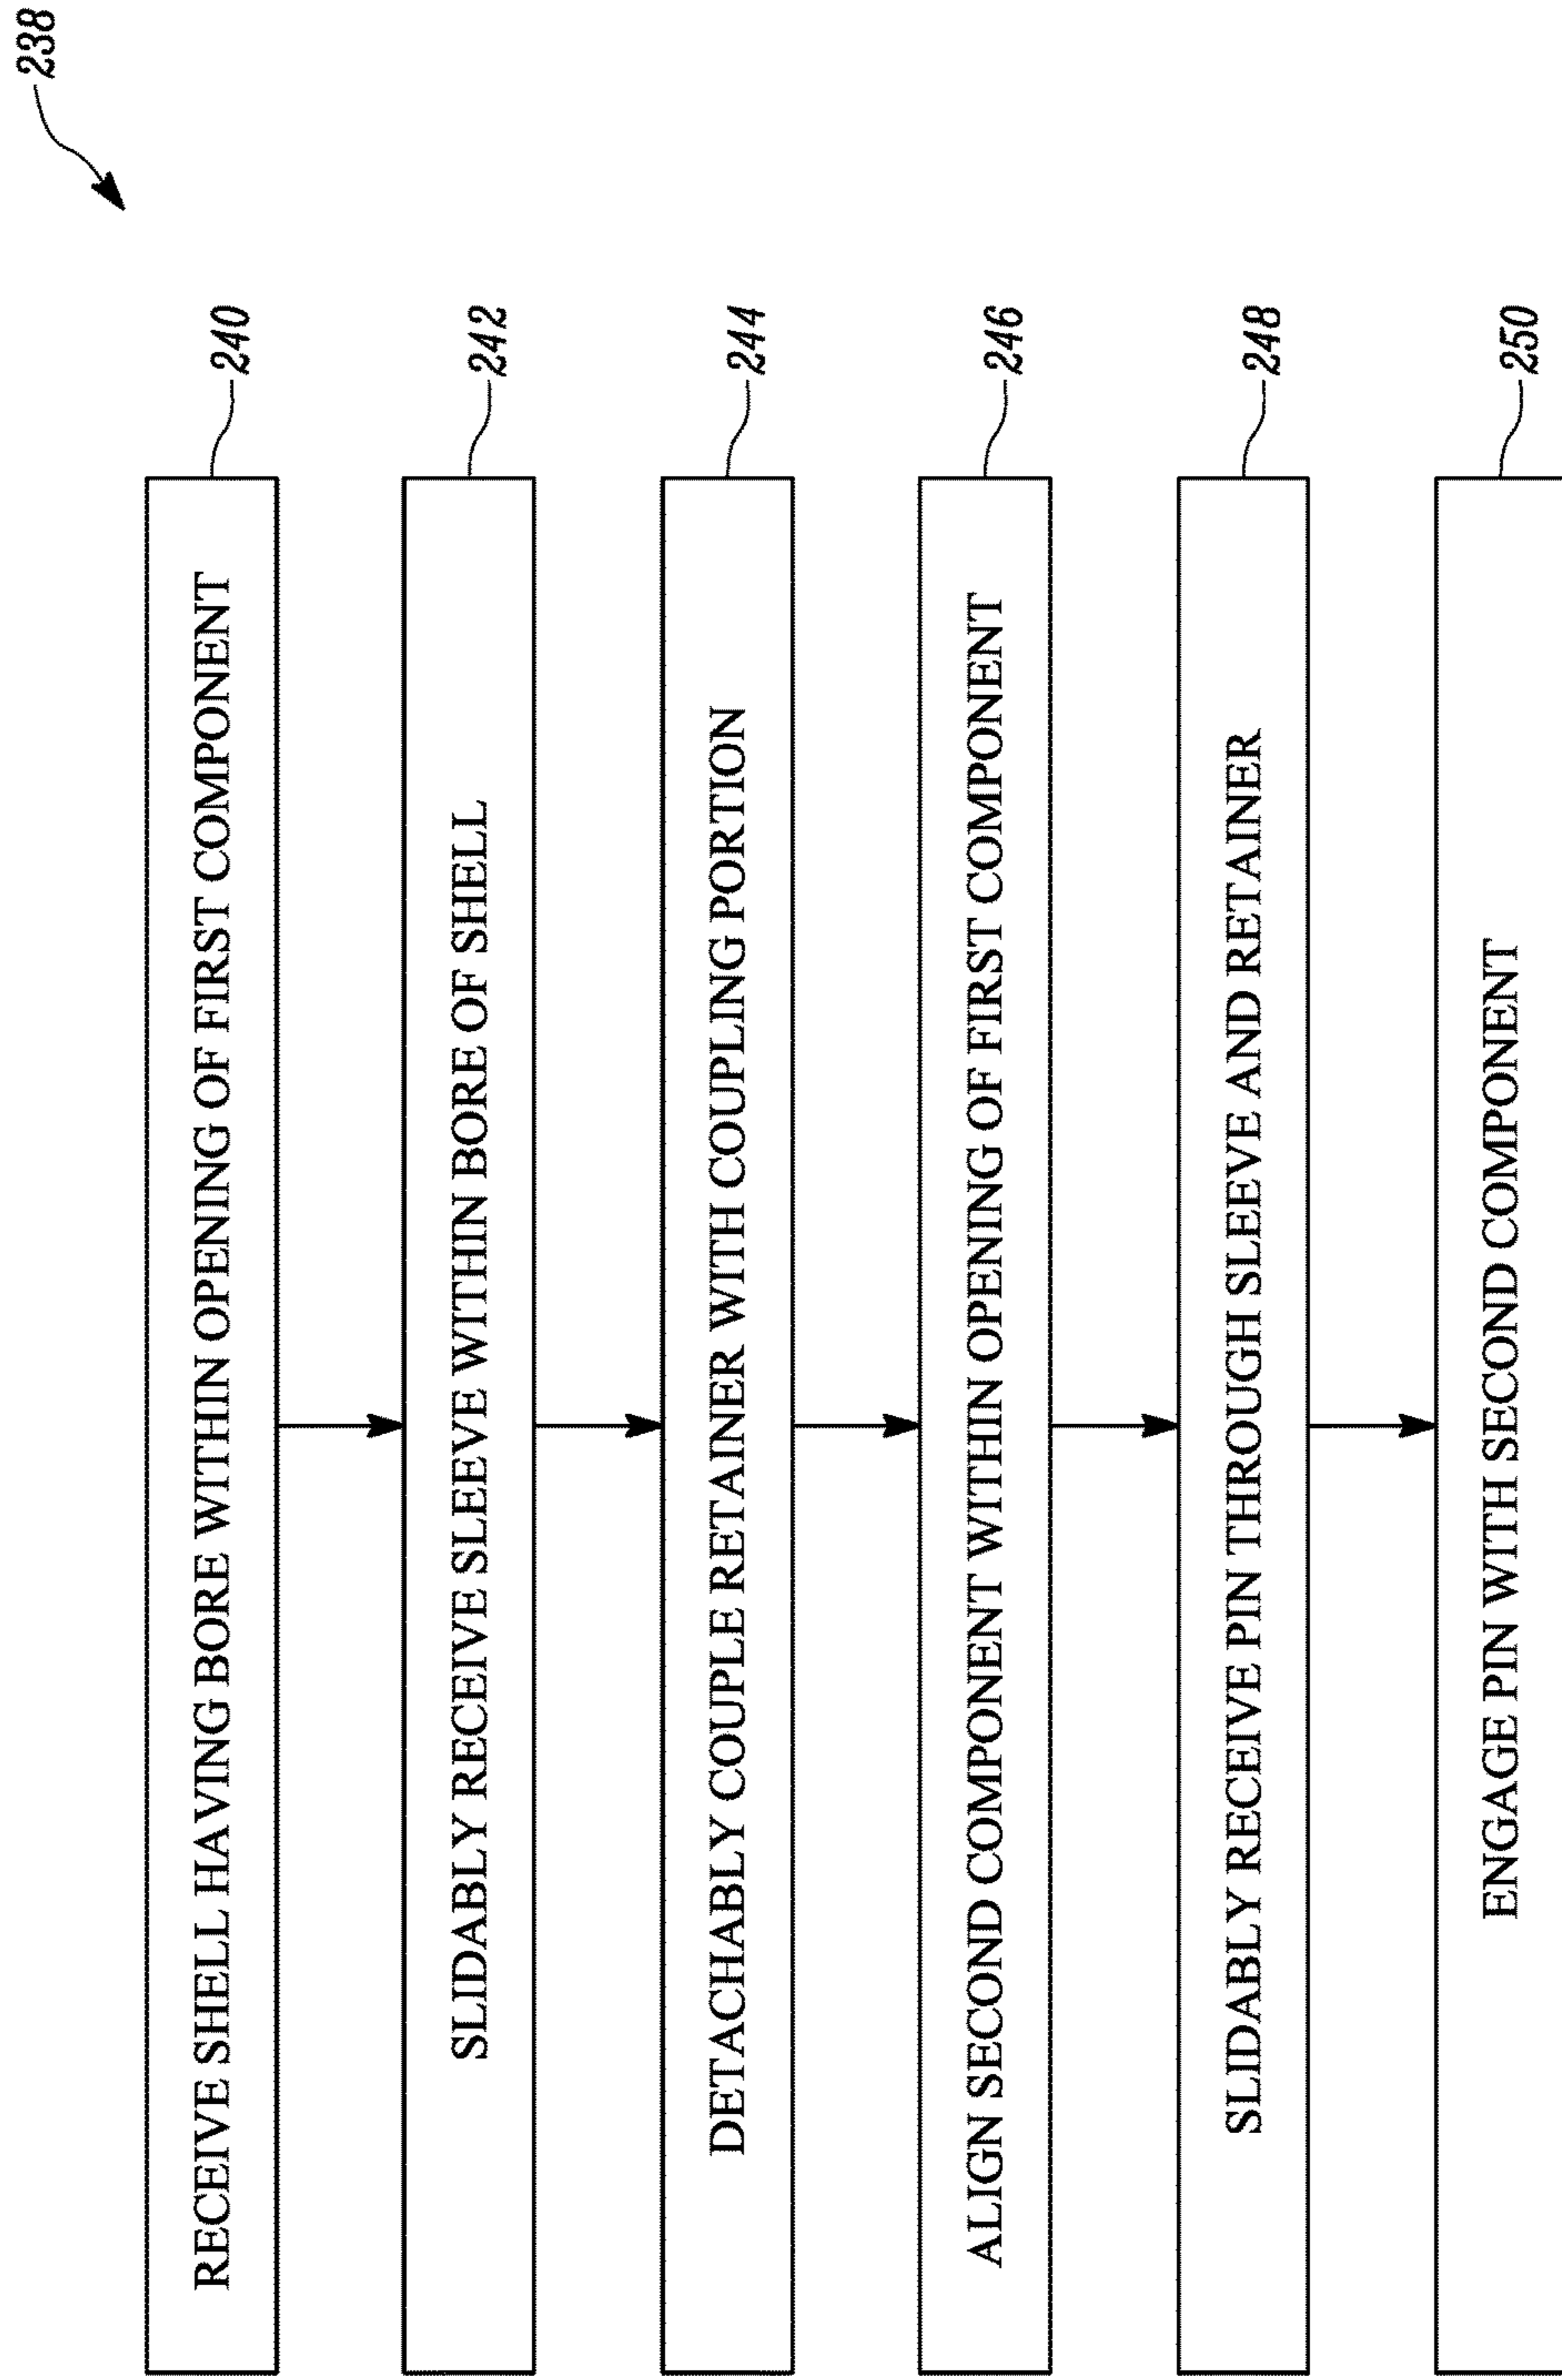 238
RECEIVE SHELL HAVING BORE WITHIN OPENING OF FIRST COMPONENT
240
SLIDABLY RECEIVE SLEEVE WITHIN BORE OF SHELL
242
DETACHABLY COUPLE RETAINER WITH COUPLING PORTION
244
ALIGN SECOND COMPONENT WITHIN OPENING OF FIRST COMPONENT
246
SLIDABLY RECEIVE PIN THROUGH SLEEVE AND RETAINER
248
ENGAGE PIN WITH SECOND COMPONENT
250